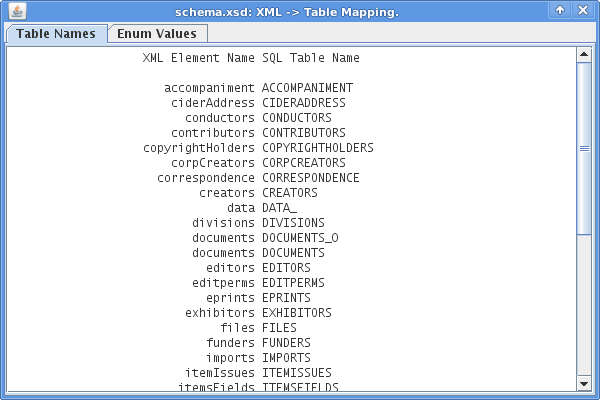 schema.xsd: XML -> Table Mapping.
Table Names Enum Values
XML Element Name SQL Table Name
accompaniment ACCOMPANIMENT
ciderAddress CIDERADDRESS
conductors CONDUCTORS
contributors CONTRIBUTORS
copyrightHolders COPYRIGHTHOLDERS
corpCreators CORPCREATORS
correspondence CORRESPONDENCE
creators CREATORS
data DATA_
divisions DIVISIONS
documents DOCUMENTS_0
documents DOCUMENTS
editors EDITORS
editperms EDITPERMS
eprints EPRINTS
exhibitors EXHIBITORS
files FILES
funders FUNDERS
imports IMPORTS
itemIssues ITEMISSUES
itemsFields ITEMSFIELDS